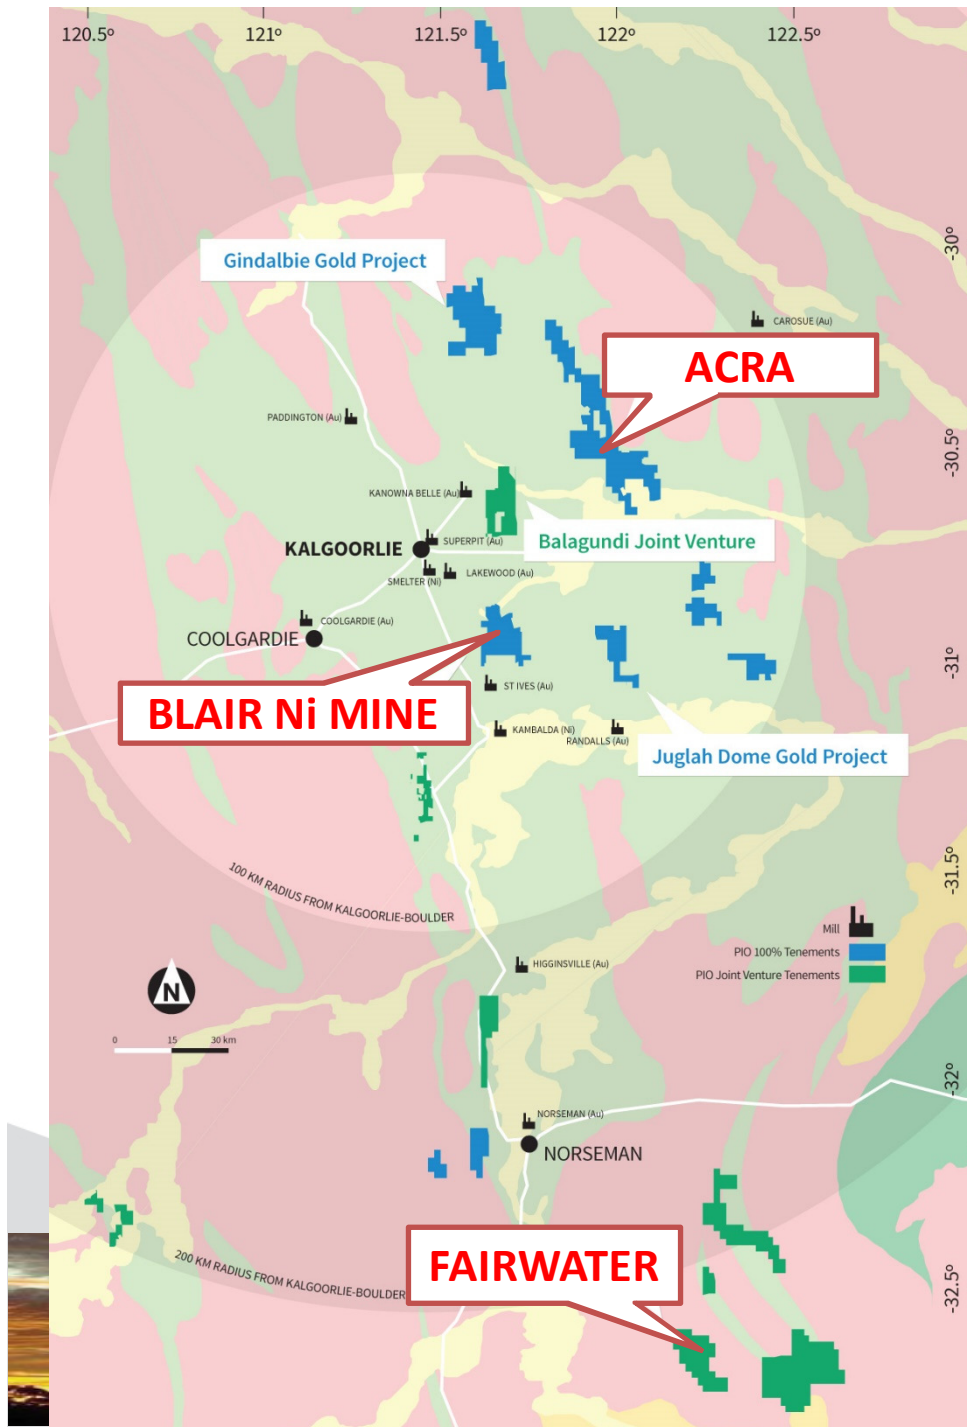 120.5º
121º
121.5º
122º
122.5º
-30º
Gindalbie Gold Project
CAROSUE (Au)
ACRA
PADDINGTON (Au)
-30.5º
KANOWNA BELLE (Au)
KALGOORLIE
SUPERPIT (Au)
Balagundi Joint Venture
SMELTER (Ni)
LAKEWOOD (Au)
COOLGARDIE (Au)
COOLGARDIE
-31º
ST IVES (Au)
BLAIR Ni MINE
KAMBALDA (Ni)
RANDALLS (Au)
Juglah Dome Gold Project
-31.5º
100 KM RADIUS FROM KALGOORLIE-BOULDER
Mill
PIO 100% Tenements
PIO Joint Venture Tenements
HIGGINSVILLE (Au)
N
0 15 30 km
-32º
NORSEMAN (Au)
NORSEMAN
200 KM RADIUS FROM KALGOORLIE-BOULDER
FAIRWATER
-32.5º